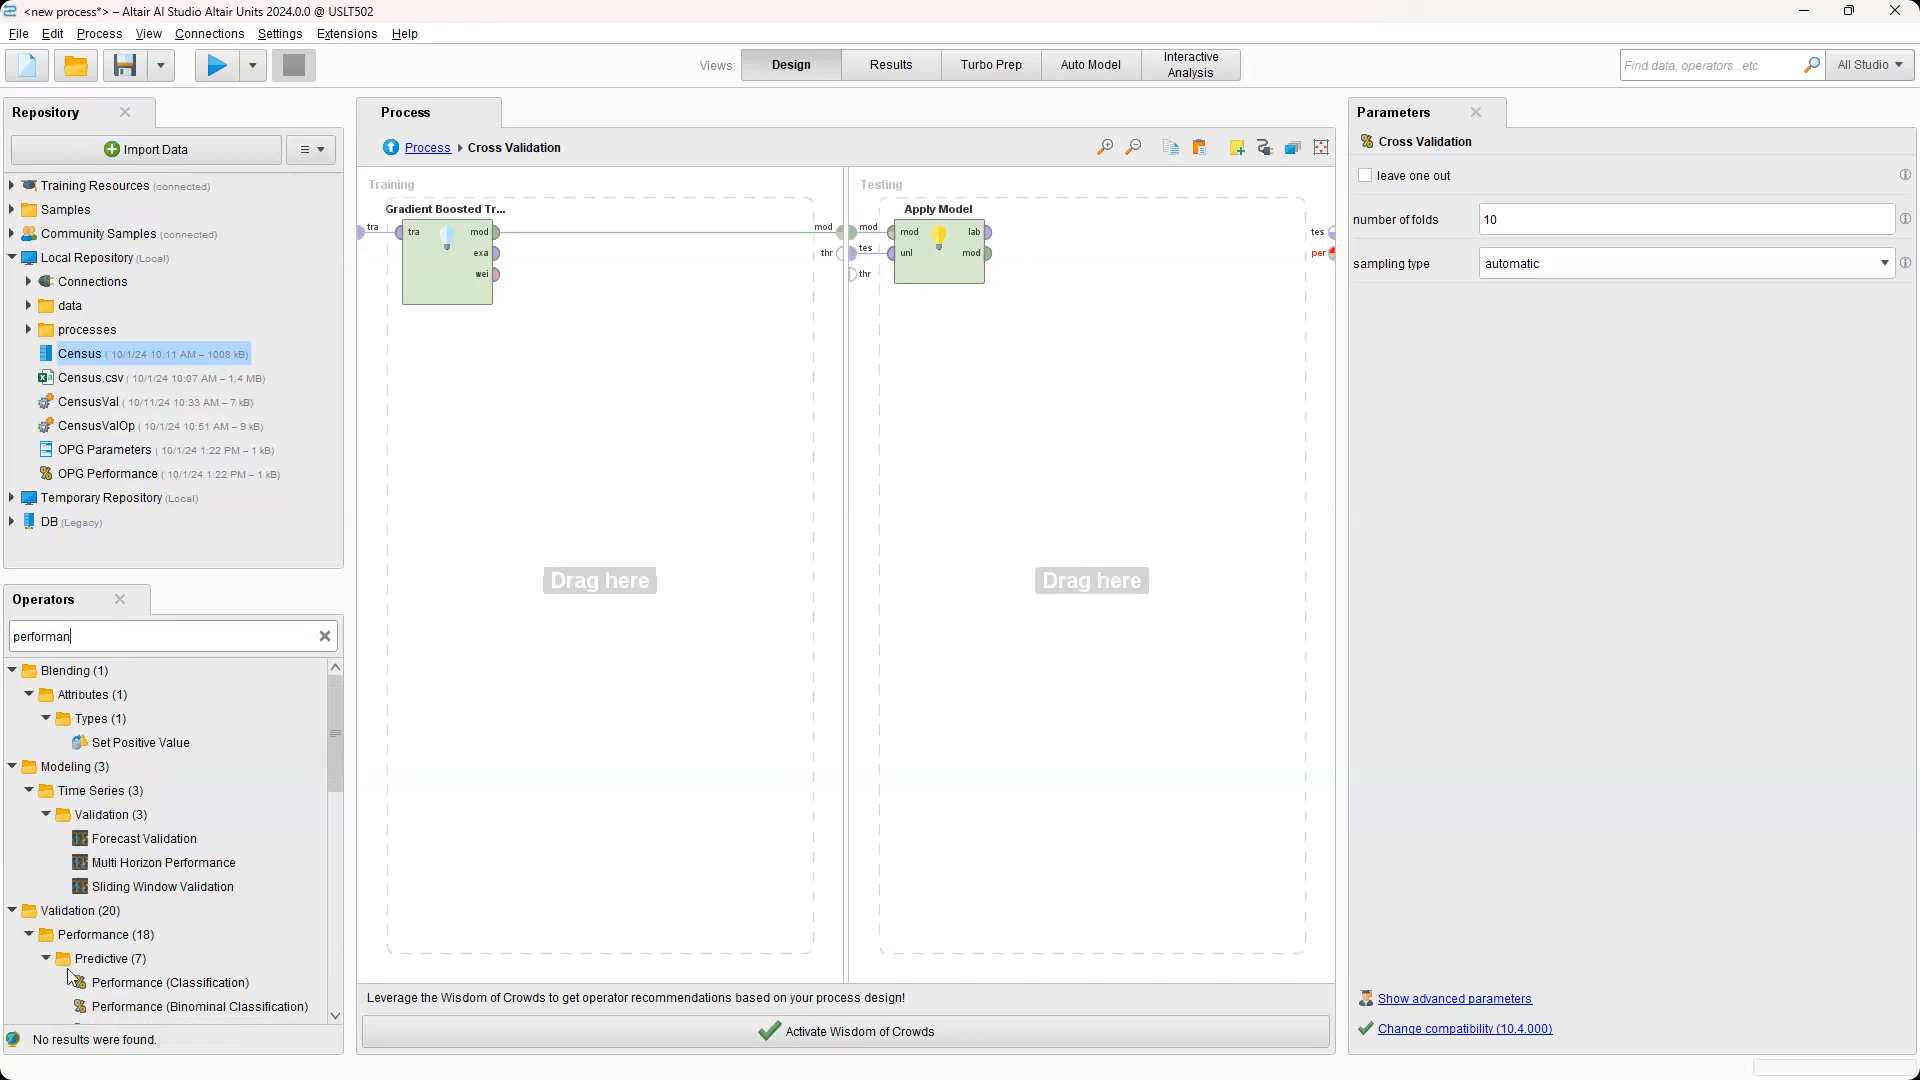 <new process*> – Altair AI Studio Altair Units 2024.0.0 @ USLT502
File Edit Process View Connections Settings Extensions Help
Views: Design Results Turbo Prep Auto Model Interactive Analysis
Find data, operators...etc All Studio
Repository
Import Data
Training Resources (connected)
Samples
Community Samples (connected)
Local Repository (Local)
Connections
data
processes
Census ( 10/1/24 10:11 AM – 1008 kB)
Census.csv ( 10/1/24 10:07 AM – 1.4 MB)
CensusVal ( 10/11/24 10:33 AM – 7 kB)
CensusValOp ( 10/1/24 10:51 AM – 9 kB)
OPG Parameters ( 10/1/24 1:22 PM – 1 kB)
OPG Performance ( 10/1/24 1:22 PM – 1 kB)
Temporary Repository (Local)
DB (Legacy)
Operators
performan
Blending (1)
Attributes (1)
Types (1)
Set Positive Value
Modeling (3)
Time Series (3)
Validation (3)
Forecast Validation
Multi Horizon Performance
Sliding Window Validation
Validation (20)
Performance (18)
Predictive (7)
Performance (Classification)
Performance (Binominal Classification)
No results were found.
Process
Process Cross Validation
Training
Gradient Boosted Tr...
tra tra mod mod
exa thr
wei
Drag here
Testing
Apply Model
mod mod lab tes
tes unl mod per
thr
Drag here
Leverage the Wisdom of Crowds to get operator recommendations based on your process design!
Activate Wisdom of Crowds
Parameters
Cross Validation
leave one out
number of folds 10
sampling type automatic
Show advanced parameters
Change compatibility (10.4.000)